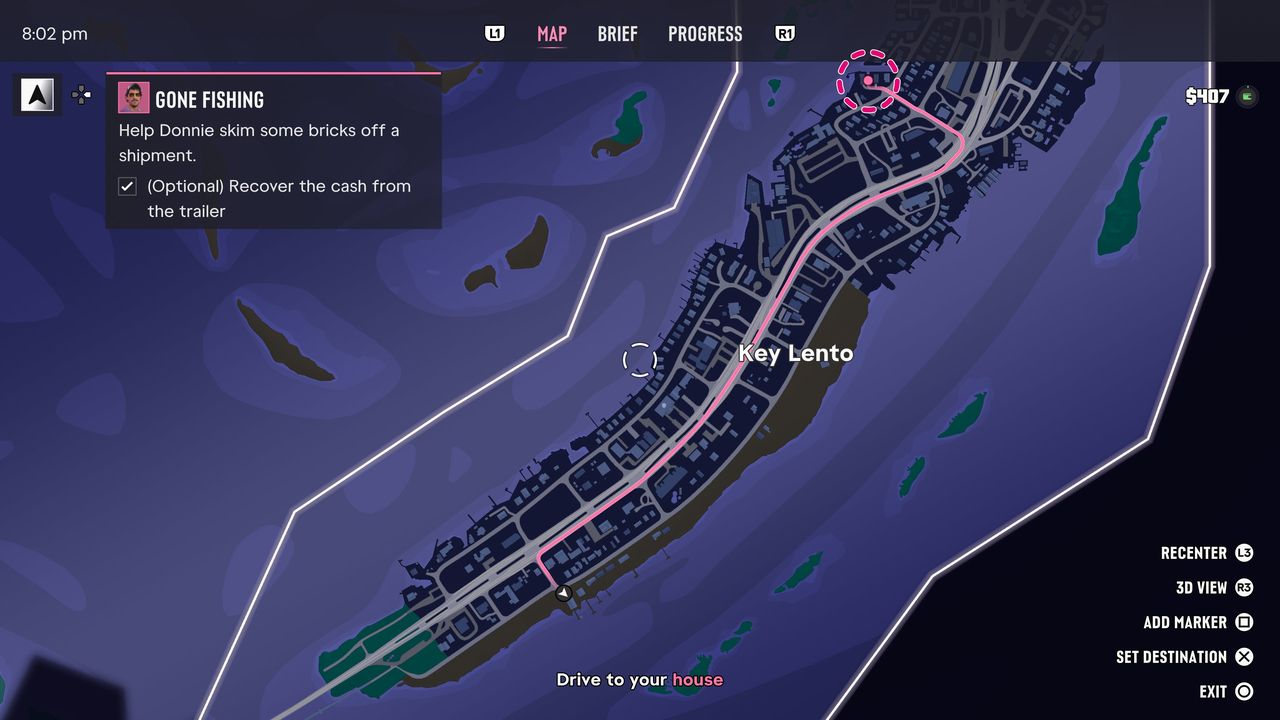 8:02 pm
L1 MAP BRIEF PROGRESS R1
GONE FISHING
Help Donnie skim some bricks off a
shipment.
(Optional) Recover the cash from
the trailer
$407
Key Lento
RECENTER L3
3D VIEW R3
ADD MARKER
SET DESTINATION
EXIT
Drive to your house